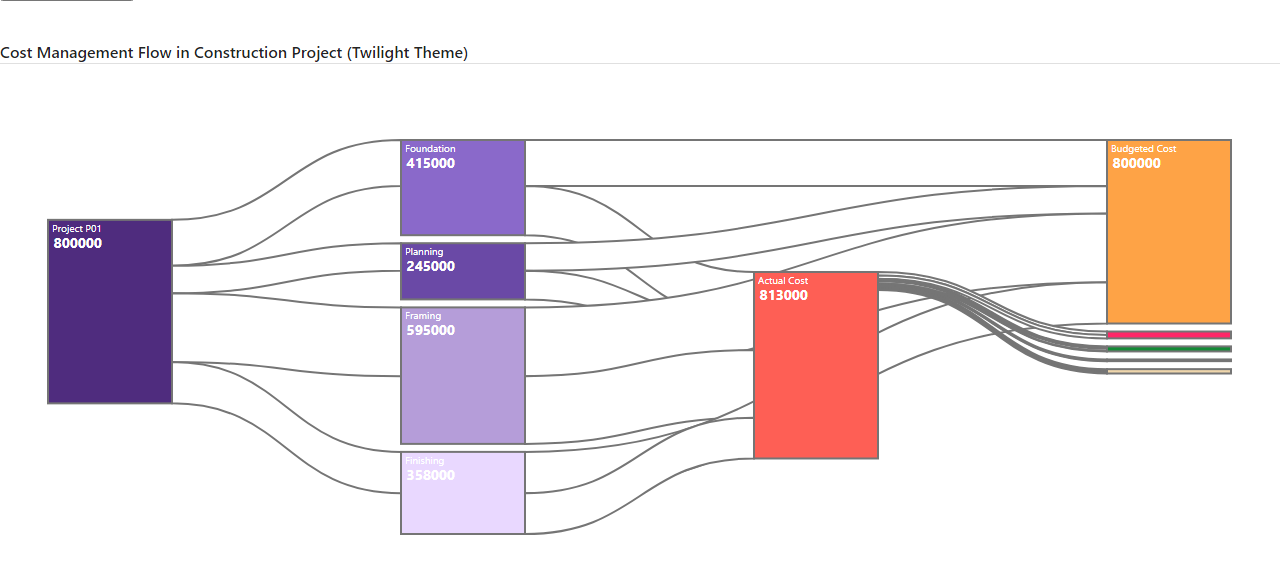 Cost Management Flow in Construction Project (Twilight Theme)
Project P01
800000
Foundation
415000
Planning
245000
Framing
595000
Finishing
358000
Actual Cost
813000
Budgeted Cost
800000